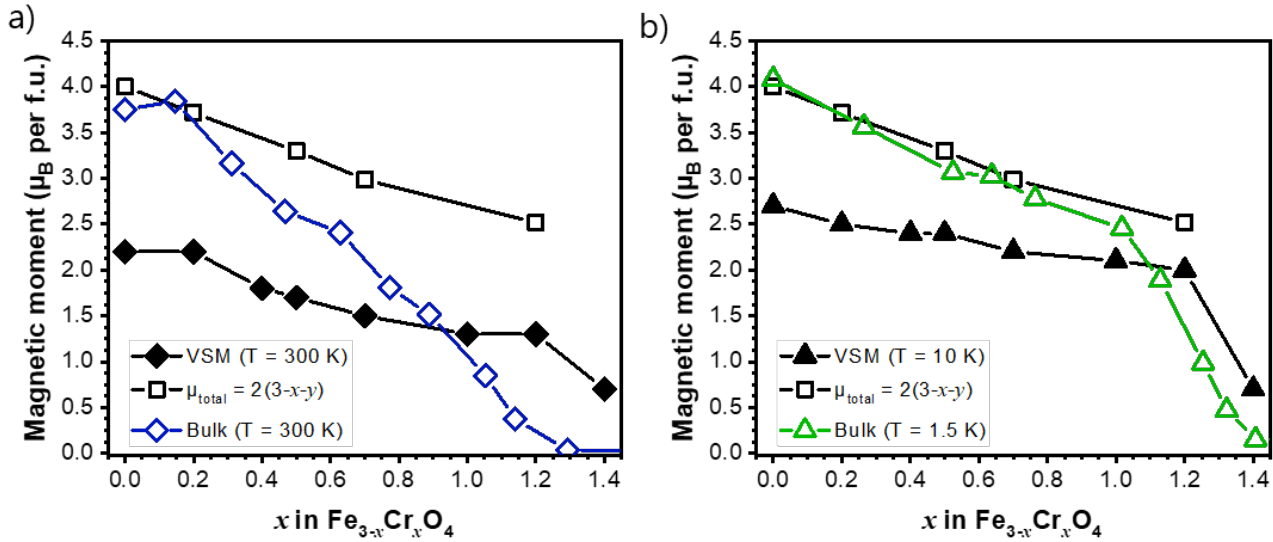 a)
4.5
4.0
3.5
3.0
2.5
2.0
1.5
1.0
0.5
0.0
Magnetic moment (μB per f.u.)
VSM (T = 300 K)
μtotal = 2(3-x-y)
Bulk (T = 300 K)
0.0 0.2 0.4 0.6 0.8 1.0 1.2 1.4
x in Fe3-xCrxO4
b)
4.5
4.0
3.5
3.0
2.5
2.0
1.5
1.0
0.5
0.0
Magnetic moment (μB per f.u.)
VSM (T = 10 K)
μtotal = 2(3-x-y)
Bulk (T = 1.5 K)
0.0 0.2 0.4 0.6 0.8 1.0 1.2 1.4
x in Fe3-xCrxO4